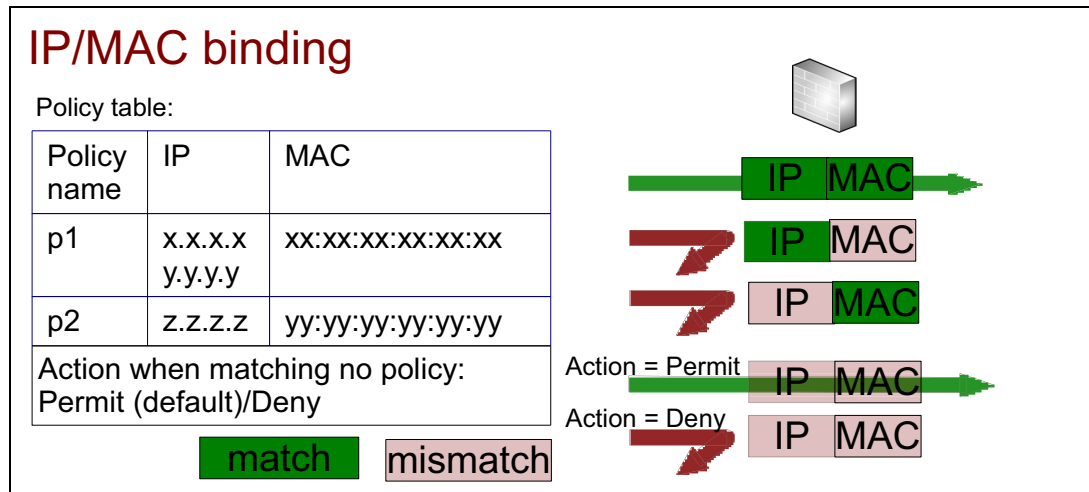 IP/MAC binding
Policy table:
Policy name IP MAC
p1 x.x.x.x y.y.y.y xx:xx:xx:xx:xx:xx
p2 z.z.z.z yy:yy:yy:yy:yy:yy
Action when matching no policy:
Permit (default)/Deny
match mismatch
IP MAC
IP MAC
IP MAC
Action = Permit
IP MAC
Action = Deny
IP MAC